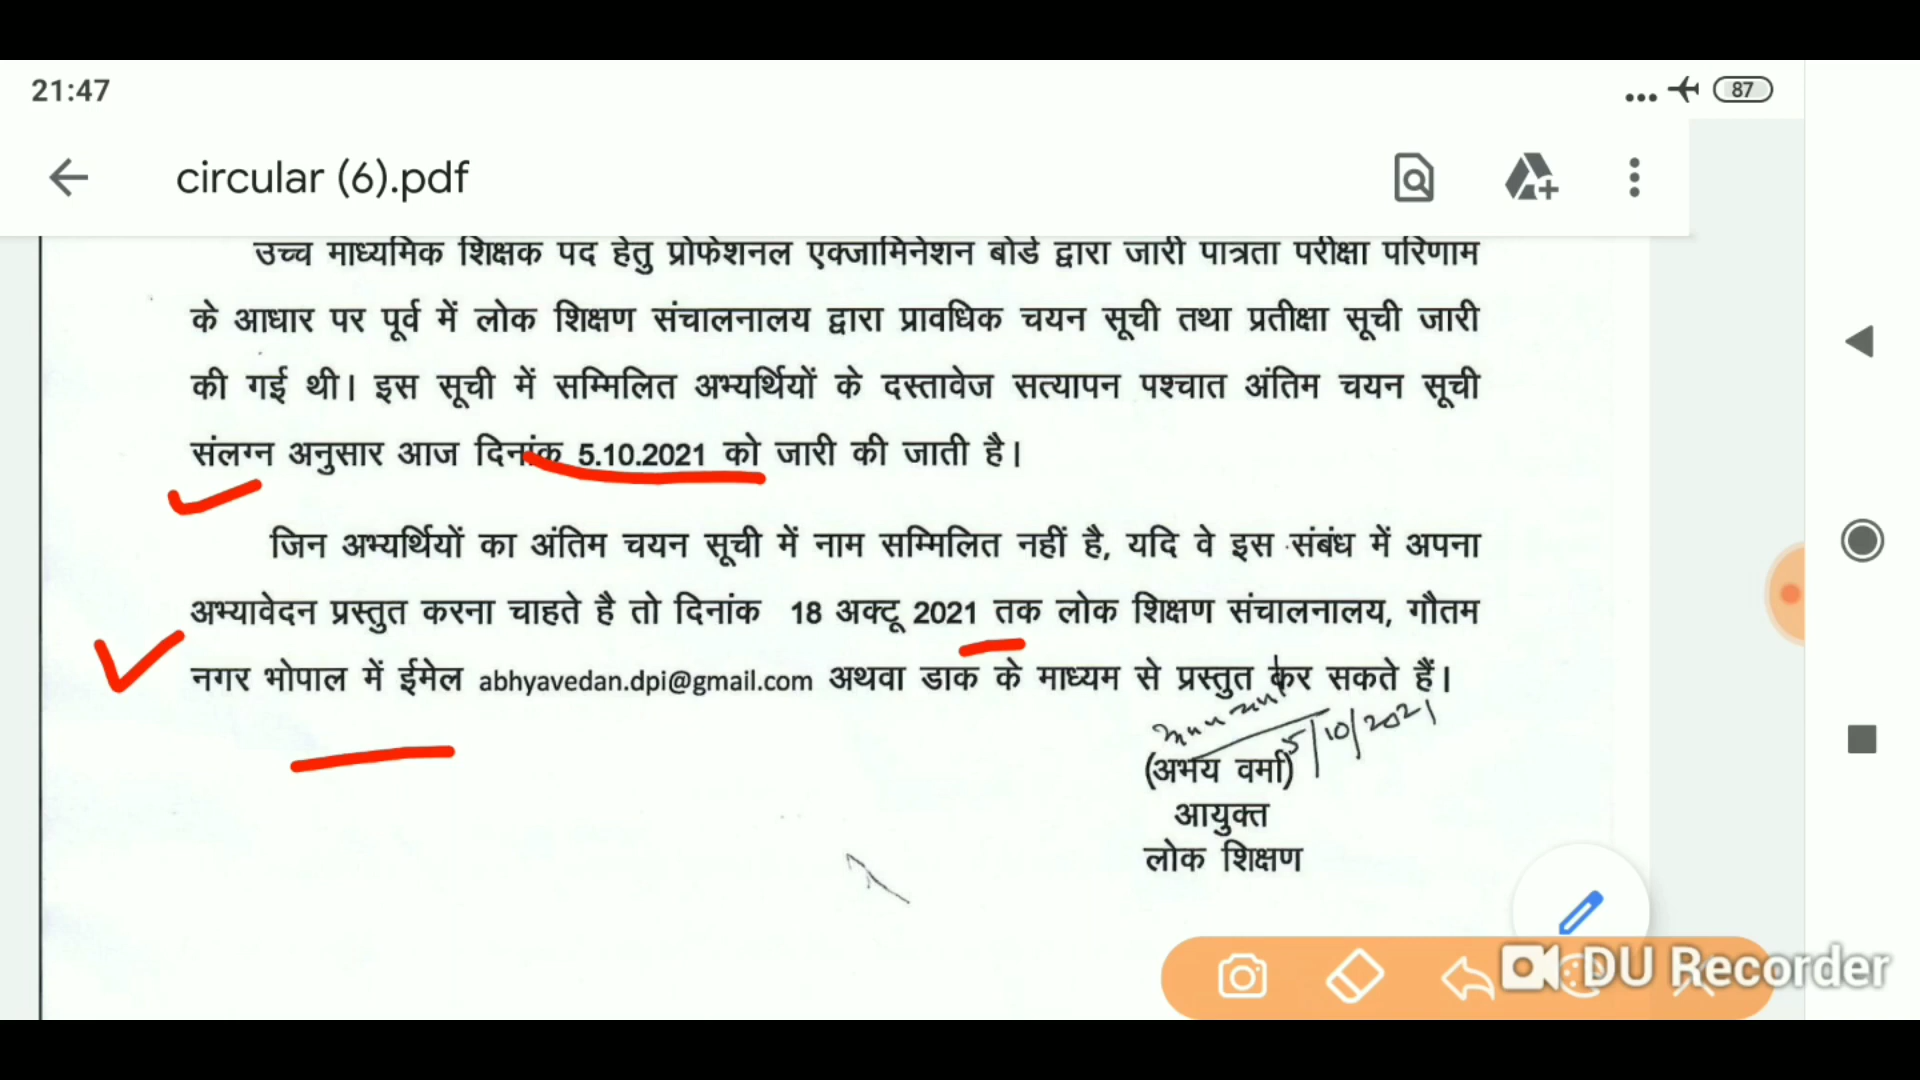 21:47
87
circular (6).pdf
उच्च माध्यमिक शिक्षक पद हेतु प्रोफेशनल एक्जामिनेशन बोर्ड द्वारा जारी पात्रता परीक्षा परिणाम
के आधार पर पूर्व में लोक शिक्षण संचालनालय द्वारा प्रावधिक चयन सूची तथा प्रतीक्षा सूची जारी
की गई थी। इस सूची में सम्मिलित अभ्यर्थियों के दस्तावेज सत्यापन पश्चात अंतिम चयन सूची
संलग्न अनुसार आज दिनांक 5.10.2021 को जारी की जाती है।
जिन अभ्यर्थियों का अंतिम चयन सूची में नाम सम्मिलित नहीं है, यदि वे इस संबंध में अपना
अभ्यावेदन प्रस्तुत करना चाहते है तो दिनांक 18 अक्टू 2021 तक लोक शिक्षण संचालनालय, गौतम
नगर भोपाल में ईमेल abhyavedan.dpi@gmail.com अथवा डाक के माध्यम से प्रस्तुत कर सकते हैं।
5/10/2021
(अभय वर्मा)
आयुक्त
लोक शिक्षण
DU Recorder